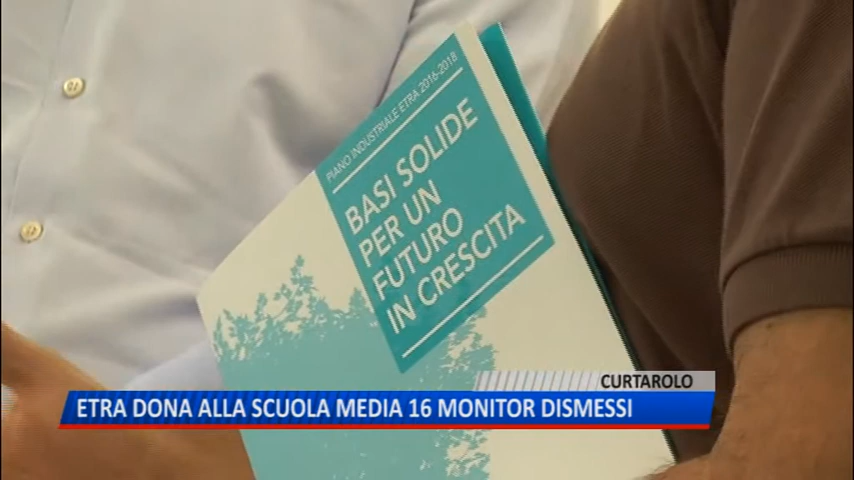 PIANO INDUSTRIALE ETRA 2016-2018
BASI SOLIDE
PER UN
FUTURO
IN CRESCITA
CURTAROLO
ETRA DONA ALLA SCUOLA MEDIA 16 MONITOR DISMESSI